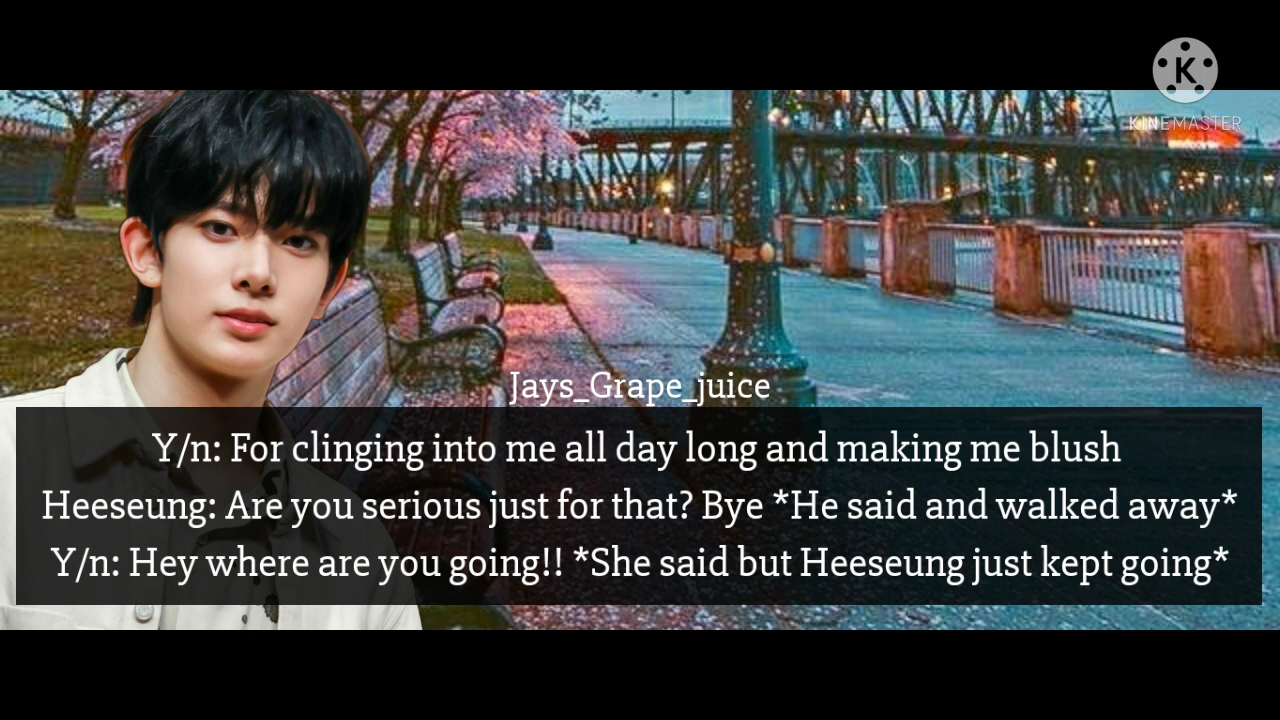 K
KINEMASTER
Jays_Grape_juice
Y/n: For clinging into me all day long and making me blush
Heeseung: Are you serious just for that? Bye *He said and walked away*
Y/n: Hey where are you going!! *She said but Heeseung just kept going*